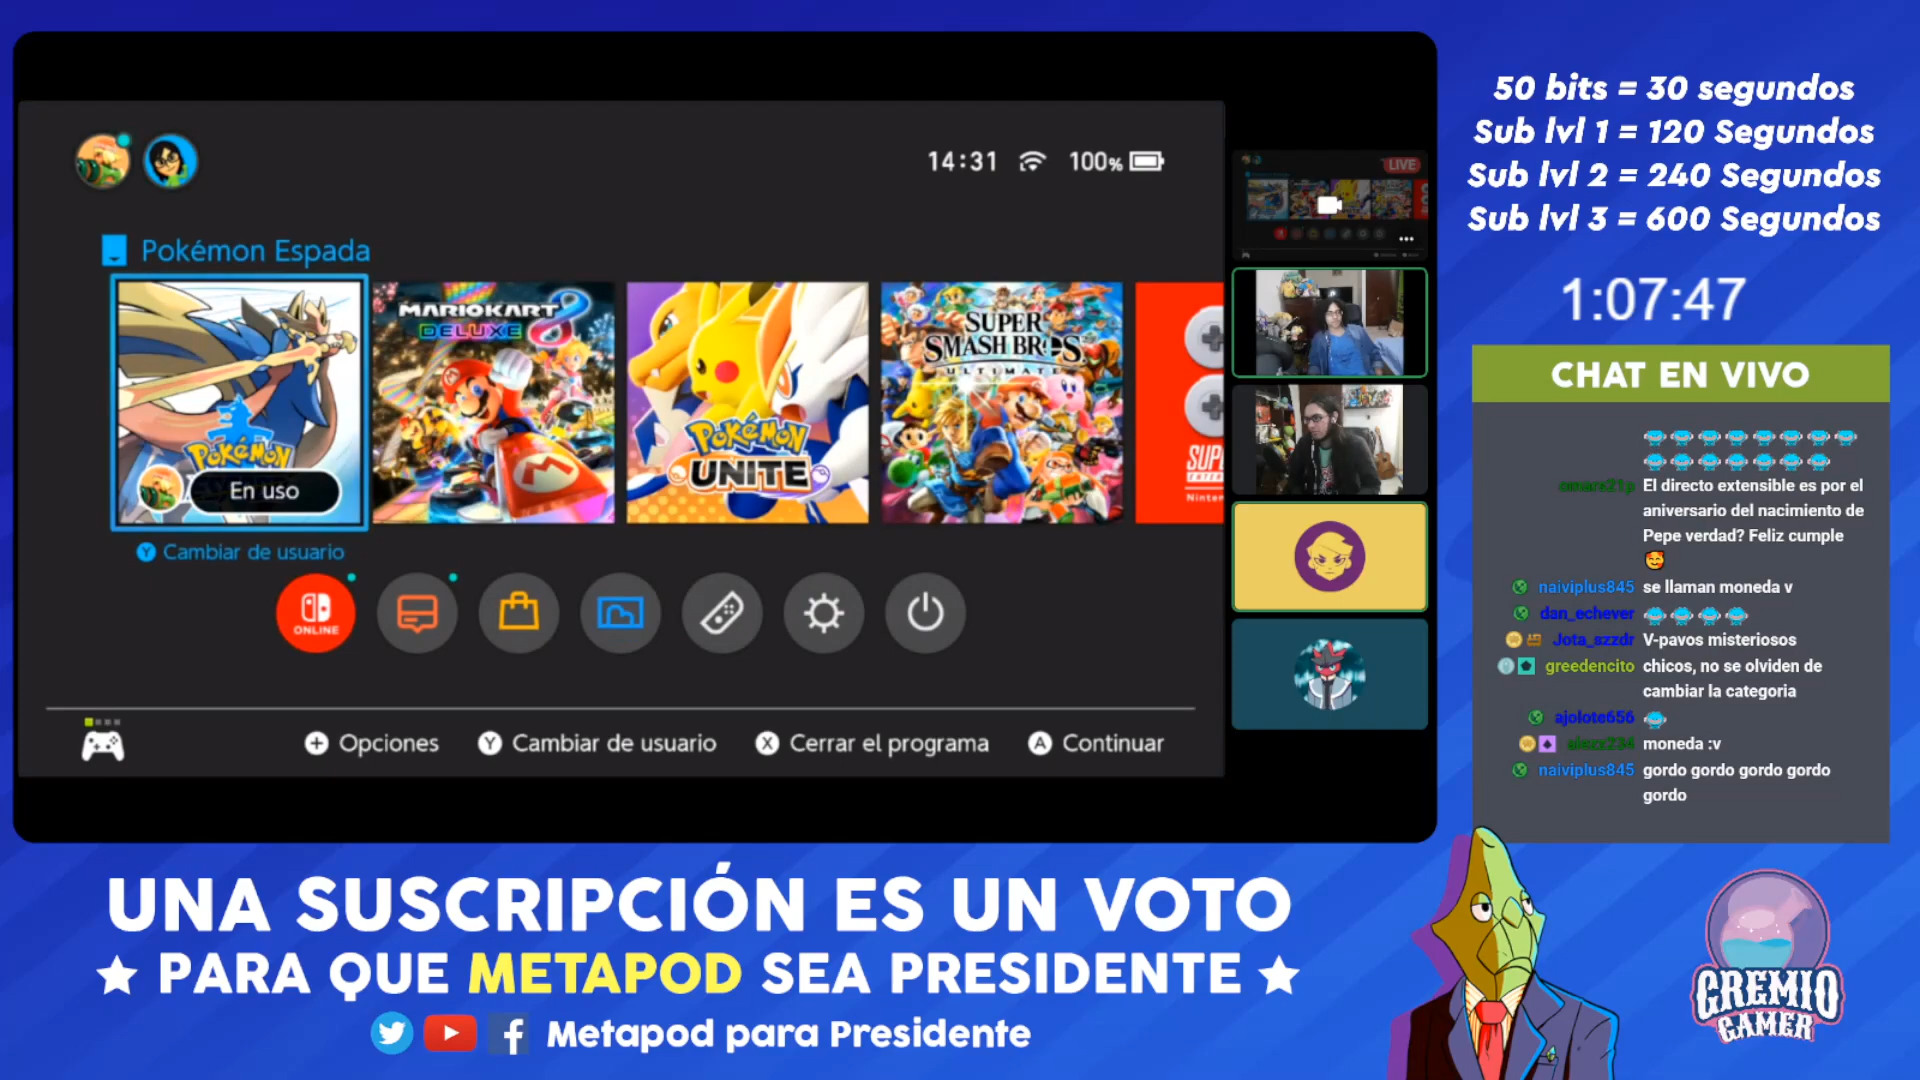 14:31 100%
Pokémon Espada
POKÉMON
En uso
MARIOKART 8
DELUXE
POKÉMON
UNITE
SUPER
SMASH BROS.
ULTIMATE
Cambiar de usuario
ONLINE
+ Opciones Y Cambiar de usuario X Cerrar el programa A Continuar
LIVE
50 bits = 30 segundos
Sub lvl 1 = 120 Segundos
Sub lvl 2 = 240 Segundos
Sub lvl 3 = 600 Segundos
1:07:47
CHAT EN VIVO
omars21p El directo extensible es por el
aniversario del nacimiento de
Pepe verdad? Feliz cumple
naiviplus845 se llaman moneda v
dan_echever
Jota_szzdr V-pavos misteriosos
greedencito chicos, no se olviden de
cambiar la categoria
ajolote656
alezz234 moneda :v
naiviplus845 gordo gordo gordo gordo
gordo
UNA SUSCRIPCIÓN ES UN VOTO
PARA QUE METAPOD SEA PRESIDENTE
Metapod para Presidente
GREMIO
GAMER